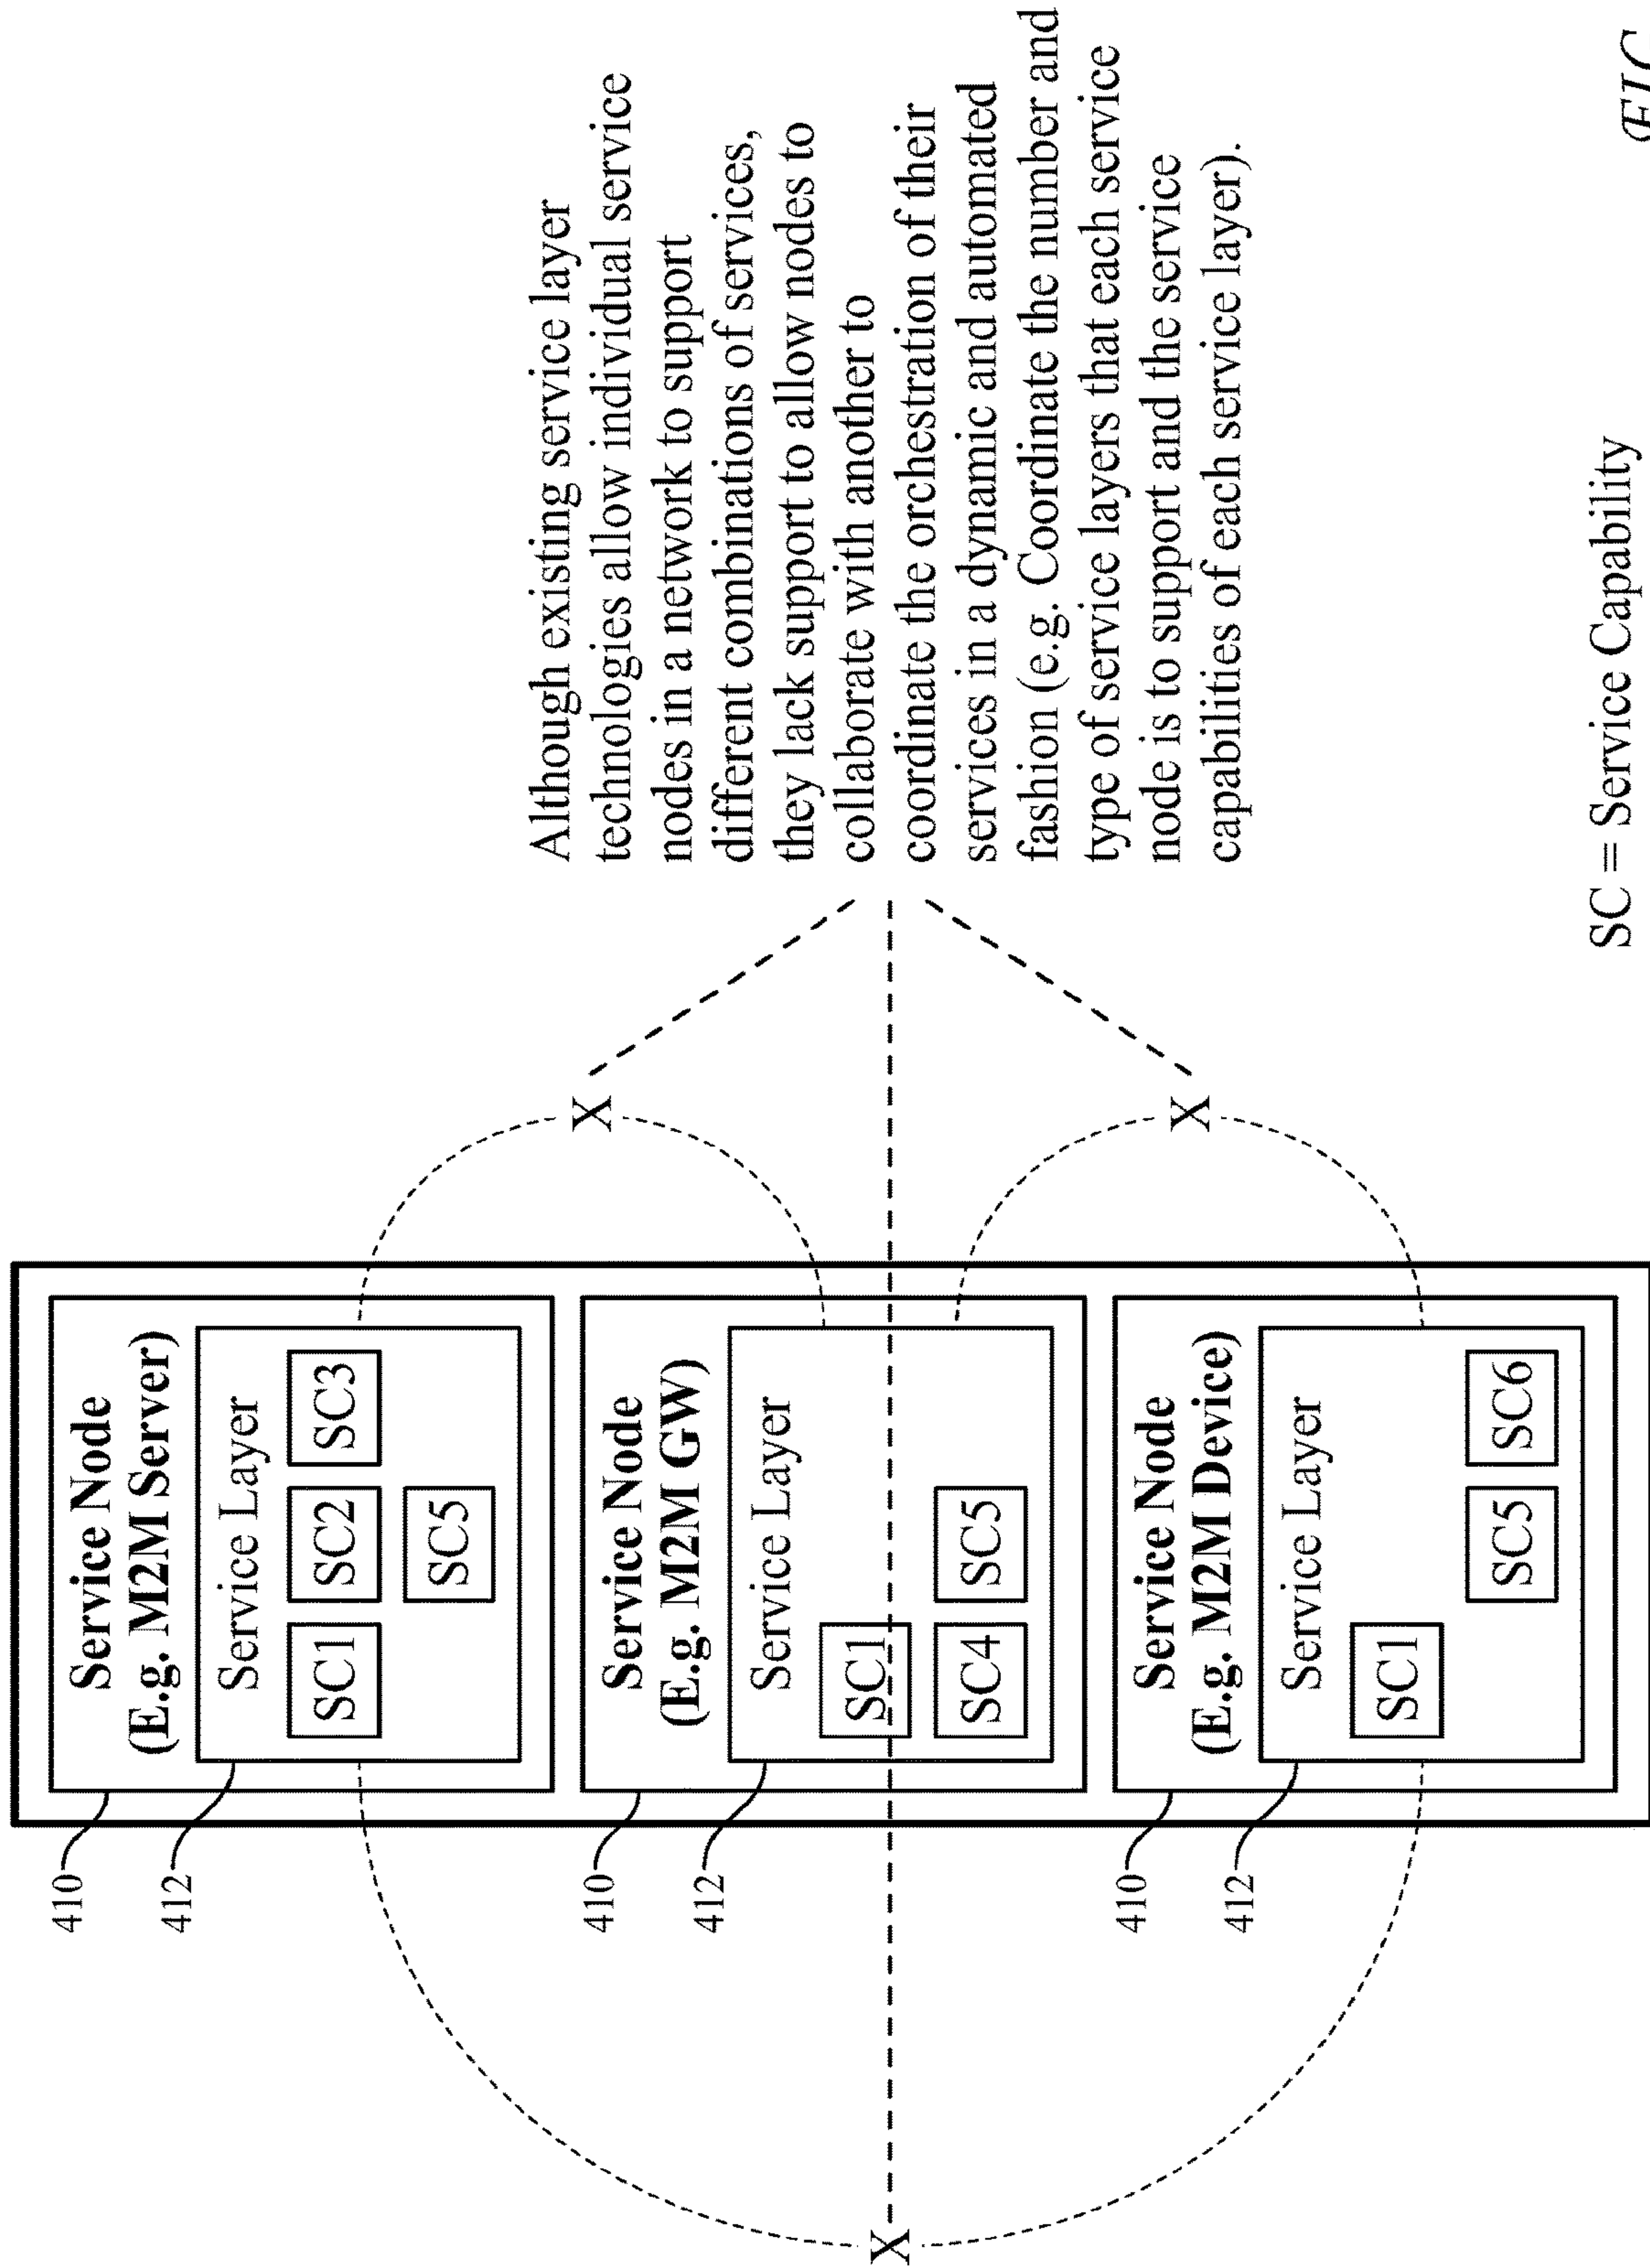 Service Node
(E.g. M2M Server)
Service Layer
SC1
SC2
SC3
SC5
410
412
Service Node
(E.g. M2M GW)
Service Layer
SC1
SC4
SC5
410
412
Service Node
(E.g. M2M Device)
Service Layer
SC1
SC5
SC6
410
412
X
X
X
Although existing service layer
technologies allow individual service
nodes in a network to support
different combinations of services,
they lack support to allow nodes to
collaborate with another to
coordinate the orchestration of their
services in a dynamic and automated
fashion (e.g. Coordinate the number and
type of service layers that each service
node is to support and the service
capabilities of each service layer).
SC = Service Capability